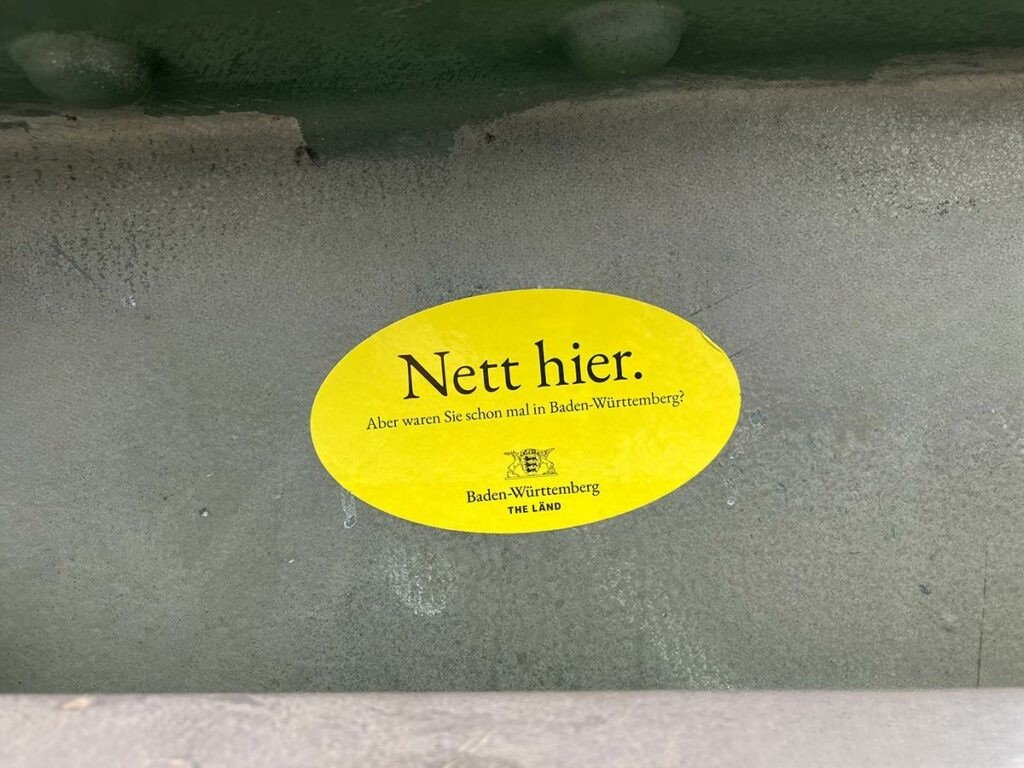 Nett hier.
Aber waren Sie schon mal in Baden-Württemberg?
Baden-Württemberg
THE LÄND